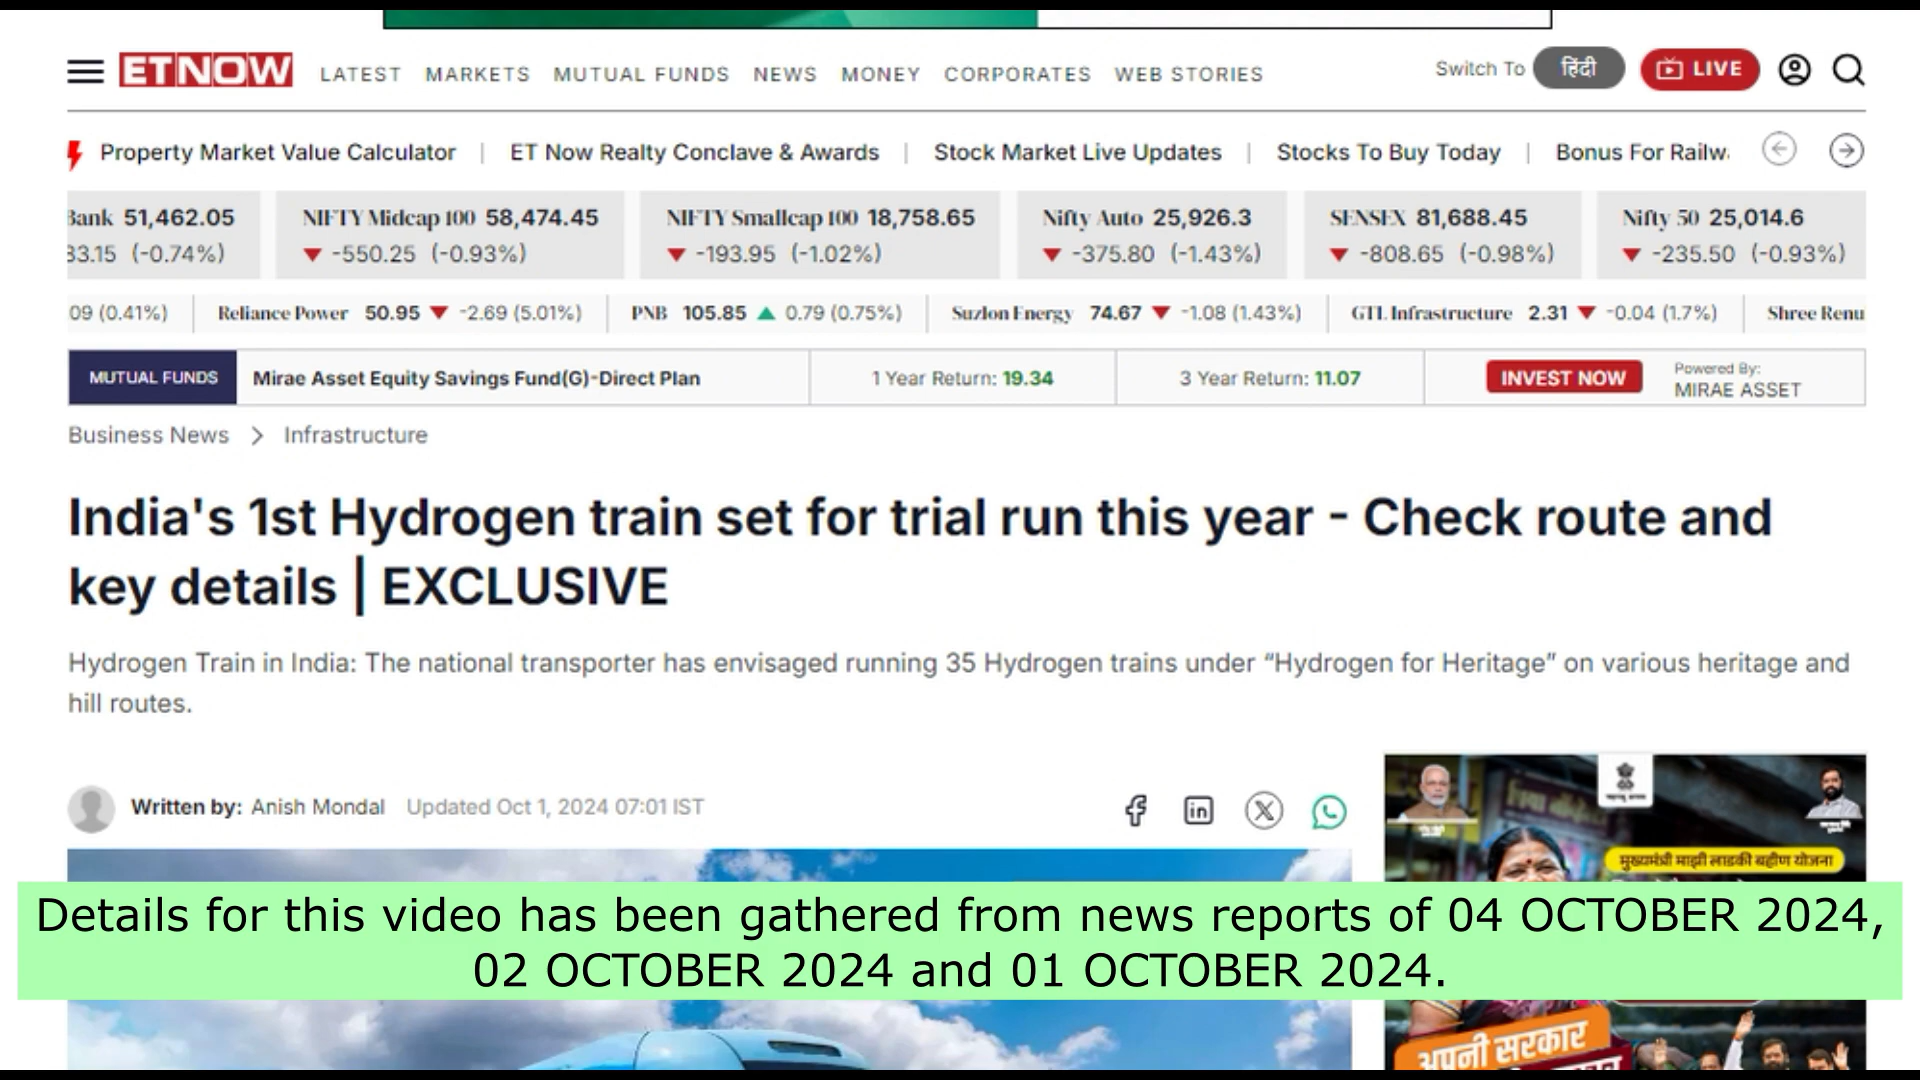 ETNOW LATEST MARKETS MUTUAL FUNDS NEWS MONEY CORPORATES WEB STORIES Switch To हिंदी LIVE
Property Market Value Calculator | ET Now Realty Conclave & Awards | Stock Market Live Updates | Stocks To Buy Today | Bonus For Railw
Bank 51,462.05 NIFTY Midcap 100 58,474.45 NIFTY Smallcap 100 18,758.65 Nifty Auto 25,926.3 SENSEX 81,688.45 Nifty 50 25,014.6
33.15 (-0.74%) ▼ -550.25 (-0.93%) ▼ -193.95 (-1.02%) ▼ -375.80 (-1.43%) ▼ -808.65 (-0.98%) ▼ -235.50 (-0.93%)
09 (0.41%) Reliance Power 50.95 ▼ -2.69 (5.01%) PNB 105.85 ▲ 0.79 (0.75%) Suzlon Energy 74.67 ▼ -1.08 (1.43%) GTL Infrastructure 2.31 ▼ -0.04 (1.7%) Shree Renu
MUTUAL FUNDS Mirae Asset Equity Savings Fund(G)-Direct Plan 1 Year Return: 19.34 3 Year Return: 11.07 INVEST NOW Powered By:
MIRAE ASSET
Business News > Infrastructure
India's 1st Hydrogen train set for trial run this year - Check route and
key details | EXCLUSIVE
Hydrogen Train in India: The national transporter has envisaged running 35 Hydrogen trains under “Hydrogen for Heritage” on various heritage and
hill routes.
Written by: Anish Mondal Updated Oct 1, 2024 07:01 IST
मुख्यमंत्री माझी लाडकी बहीण योजना
Details for this video has been gathered from news reports of 04 OCTOBER 2024,
02 OCTOBER 2024 and 01 OCTOBER 2024.
अपनी सरकार